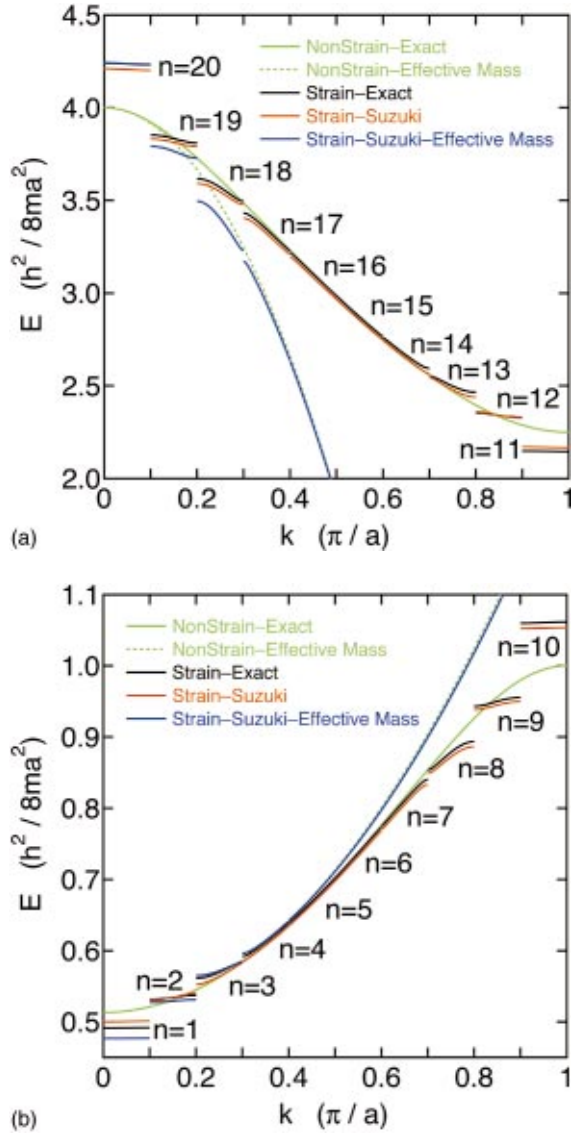 4.5
4.0
3.5
3.0
2.5
2.0
E (h² / 8ma²)
NonStrain–Exact
NonStrain–Effective Mass
Strain–Exact
Strain–Suzuki
Strain–Suzuki–Effective Mass
n=20
n=19
n=18
n=17
n=16
n=15
n=14
n=13
n=12
n=11
0 0.2 0.4 0.6 0.8 1
(a) k (π / a)
1.1
1.0
0.9
0.8
0.7
0.6
0.5
E (h² / 8ma²)
NonStrain–Exact
NonStrain–Effective Mass
Strain–Exact
Strain–Suzuki
Strain–Suzuki–Effective Mass
n=10
n=9
n=8
n=7
n=6
n=5
n=4
n=3
n=2
n=1
0 0.2 0.4 0.6 0.8 1
(b) k (π / a)